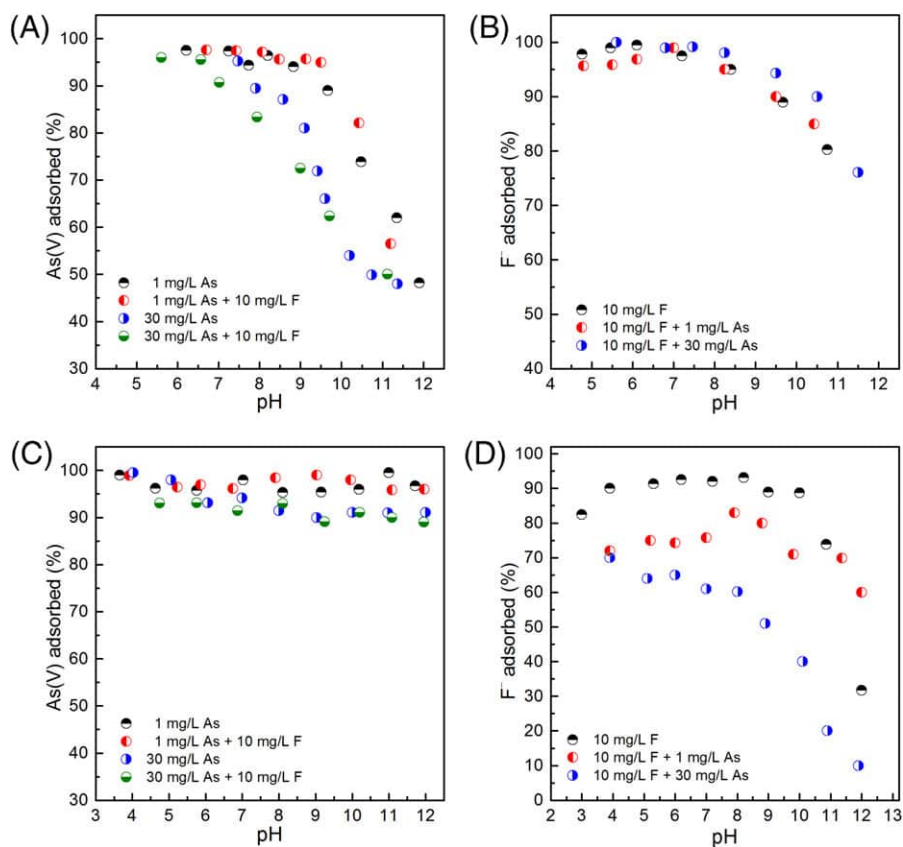 (A)
100
90
80
70
60
50
40
30
As(V) adsorbed (%)
1 mg/L As
1 mg/L As + 10 mg/L F
30 mg/L As
30 mg/L As + 10 mg/L F
4 5 6 7 8 9 10 11 12
pH
(B)
100
90
80
70
60
50
40
F⁻ adsorbed (%)
10 mg/L F
10 mg/L F + 1 mg/L As
10 mg/L F + 30 mg/L As
4 5 6 7 8 9 10 11 12
pH
(C)
100
90
80
70
60
50
40
30
As(V) adsorbed (%)
1 mg/L As
1 mg/L As + 10 mg/L F
30 mg/L As
30 mg/L As + 10 mg/L F
3 4 5 6 7 8 9 10 11 12
pH
(D)
100
90
80
70
60
50
40
30
20
10
0
F⁻ adsorbed (%)
10 mg/L F
10 mg/L F + 1 mg/L As
10 mg/L F + 30 mg/L As
2 3 4 5 6 7 8 9 10 11 12 13
pH